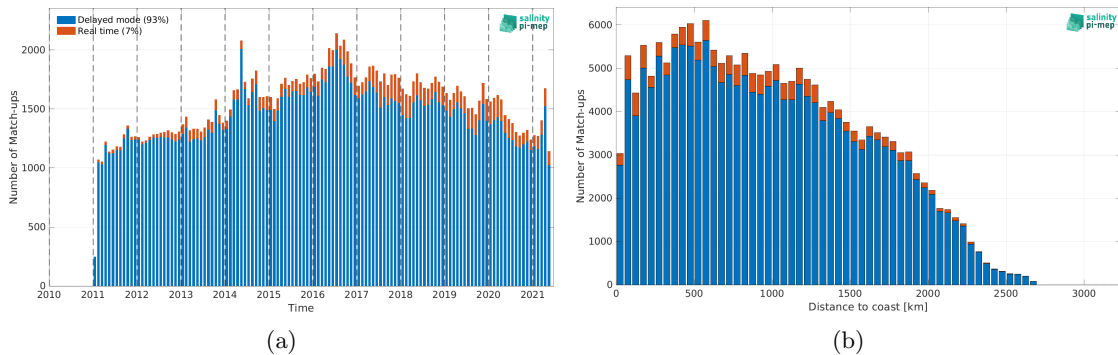 Delayed mode (93%)
Real time (7%)
salinity
pi-mep
2000
1500
1000
500
0
Number of Match-ups
2010 2011 2012 2013 2014 2015 2016 2017 2018 2019 2020 2021
Time
(a)
salinity
pi-mep
6000
5000
4000
3000
2000
1000
0
Number of Match-ups
0 500 1000 1500 2000 2500 3000
Distance to coast [km]
(b)